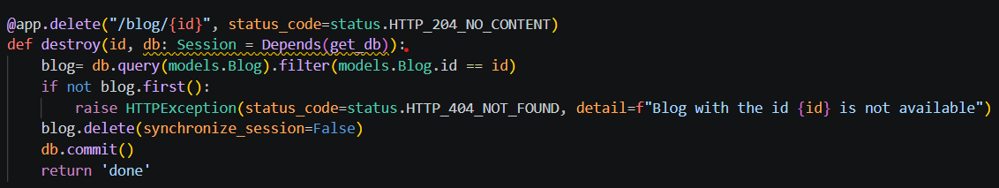 @app.delete("/blog/{id}", status_code=status.HTTP_204_NO_CONTENT)
def destroy(id, db: Session = Depends(get_db)):
    blog= db.query(models.Blog).filter(models.Blog.id == id)
    if not blog.first():
        raise HTTPException(status_code=status.HTTP_404_NOT_FOUND, detail=f"Blog with the id {id} is not available")
    blog.delete(synchronize_session=False)
    db.commit()
    return 'done'